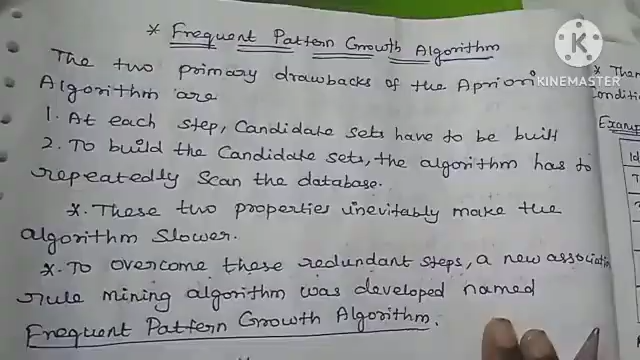 * Frequent Pattern Growth Algorithm
The two primary drawbacks of the Apriori
Algorithm are
1. At each step, Candidate sets have to be built
2. To build the Candidate sets, the algorithm has to
repeatedly scan the database.
*. These two properties inevitably make the
algorithm slower.
*. To overcome these redundant steps, a new
rule mining algorithm was developed named
Frequent Pattern Growth Algorithm.
KINEMASTER